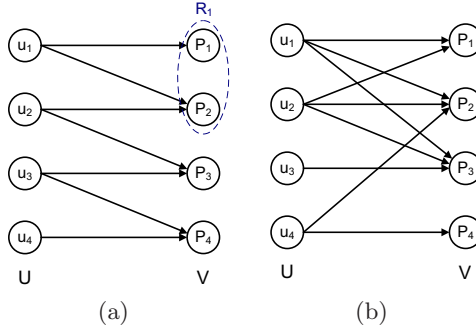 R1
u1 P1 u1 P1
u2 P2 u2 P2
u3 P3 u3 P3
u4 P4 u4 P4
U V U V
(a) (b)